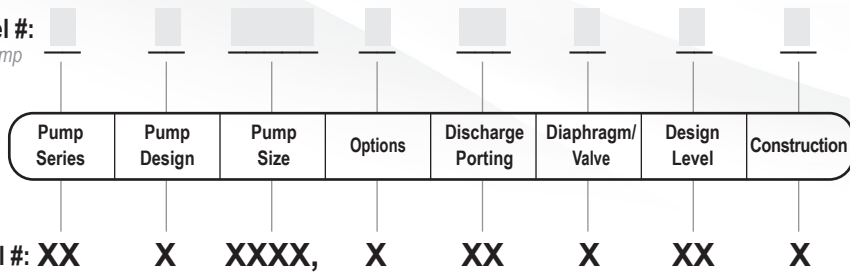 el #:
mp
Pump Series
Pump Design
Pump Size
Options
Discharge Porting
Diaphragm/ Valve
Design Level
Construction
l #: XX X XXXX, X XX X XX X